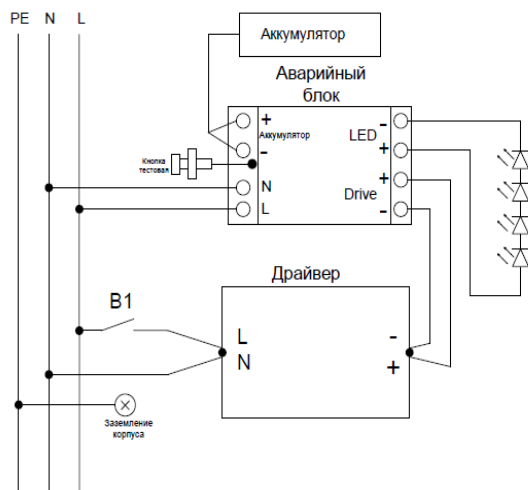 PE N L
Аккумулятор
Аварийный
блок
+
Аккумулятор
-
N
L
-
LED
+
+
Drive
-
Кнопка
тестовая
Драйвер
B1
L
N
-
+
Заземление
корпуса